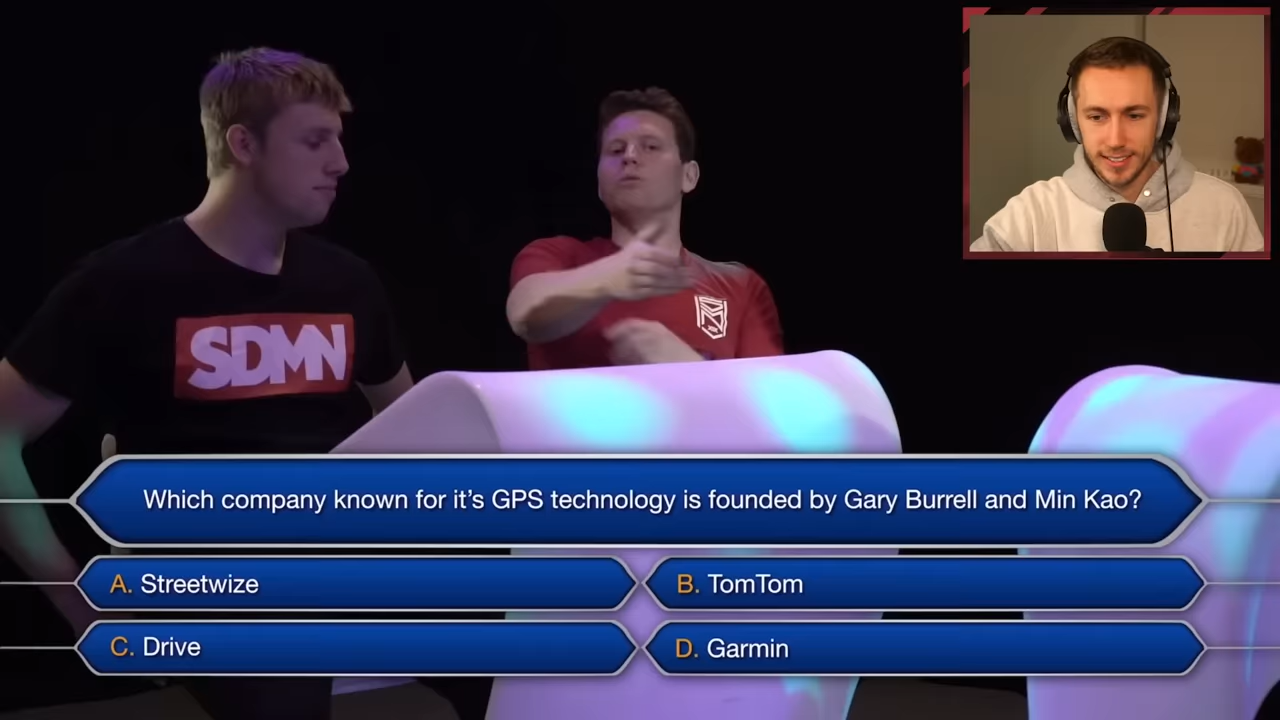 SDMN
Which company known for it's GPS technology is founded by Gary Burrell and Min Kao?
A. Streetwize
B. TomTom
C. Drive
D. Garmin